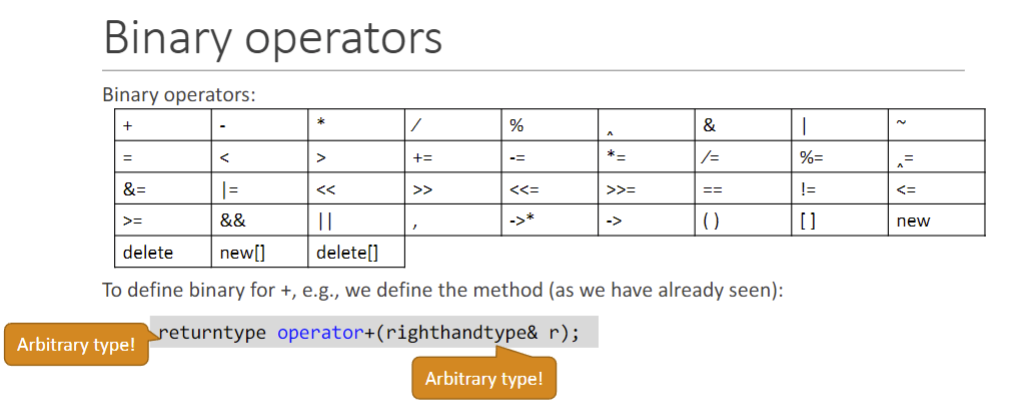 Binary operators
Binary operators:
+ - * / % ^ & | ~
= < > += -= *= /= %= ^=
&= |= << >> <<= >>= == != <=
>= && || , ->* -> () [] new
delete new[] delete[]
To define binary for +, e.g., we define the method (as we have already seen):
returntype operator+(righthandtype& r);
Arbitrary type!
Arbitrary type!